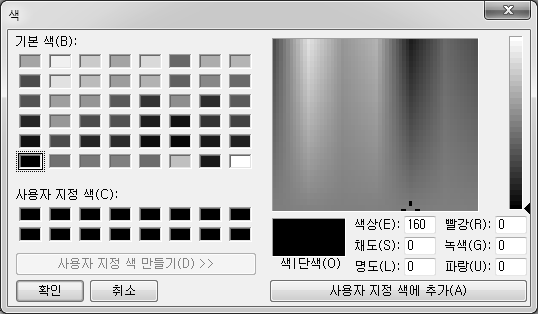 색
기본 색(B):
사용자 지정 색(C):
사용자 지정 색 만들기(D) >>
확인 취소
색|단색(O)
색상(E): 160 빨강(R): 0
채도(S): 0 녹색(G): 0
명도(L): 0 파랑(U): 0
사용자 지정 색에 추가(A)